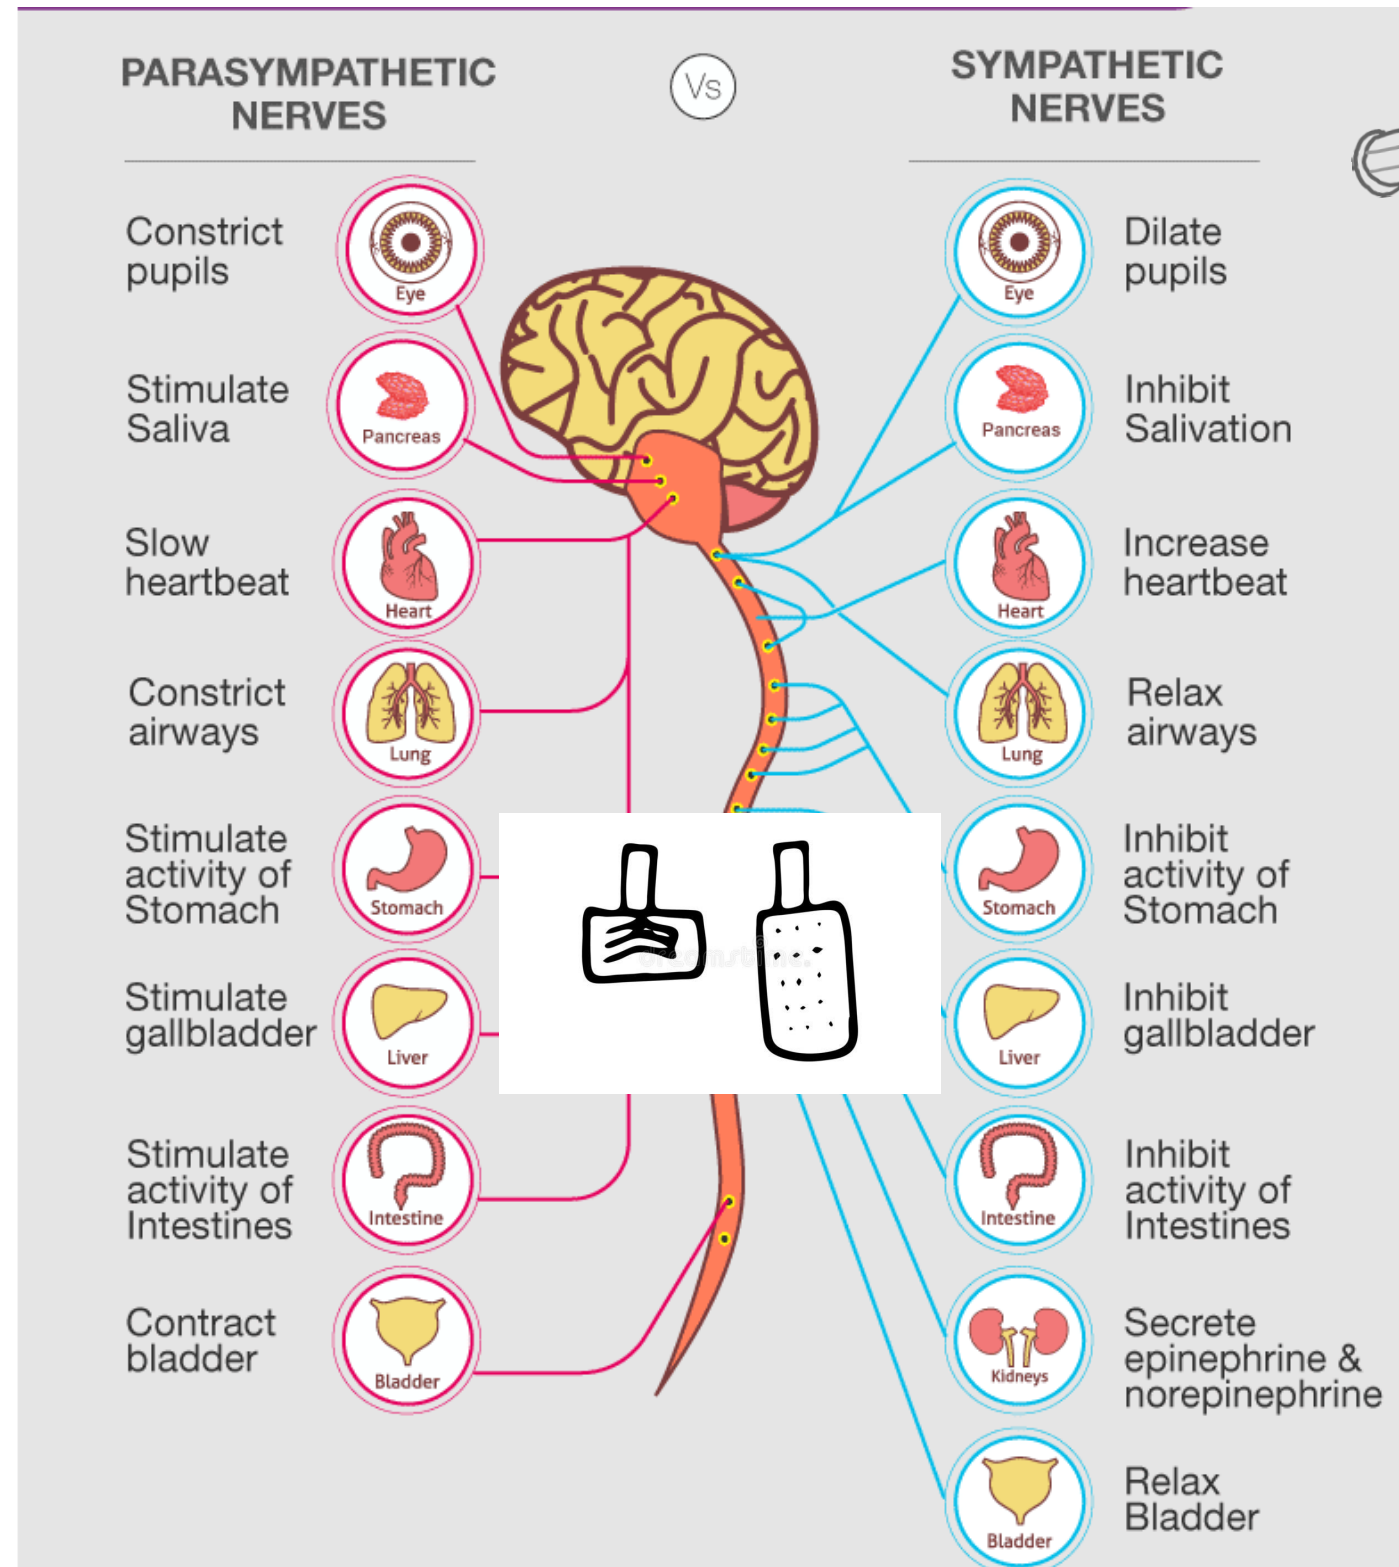 PARASYMPATHETIC
NERVES
Vs
SYMPATHETIC
NERVES
Constrict
pupils
Eye
Eye
Dilate
pupils
Stimulate
Saliva
Pancreas
Pancreas
Inhibit
Salivation
Slow
heartbeat
Heart
Heart
Increase
heartbeat
Constrict
airways
Lung
Lung
Relax
airways
Stimulate
activity of
Stomach
Stomach
Stomach
Inhibit
activity of
Stomach
dreamstime.
Stimulate
gallbladder
Liver
Liver
Inhibit
gallbladder
Stimulate
activity of
Intestines
Intestine
Intestine
Inhibit
activity of
Intestines
Contract
bladder
Bladder
Kidneys
Secrete
epinephrine &
norepinephrine
Bladder
Relax
Bladder